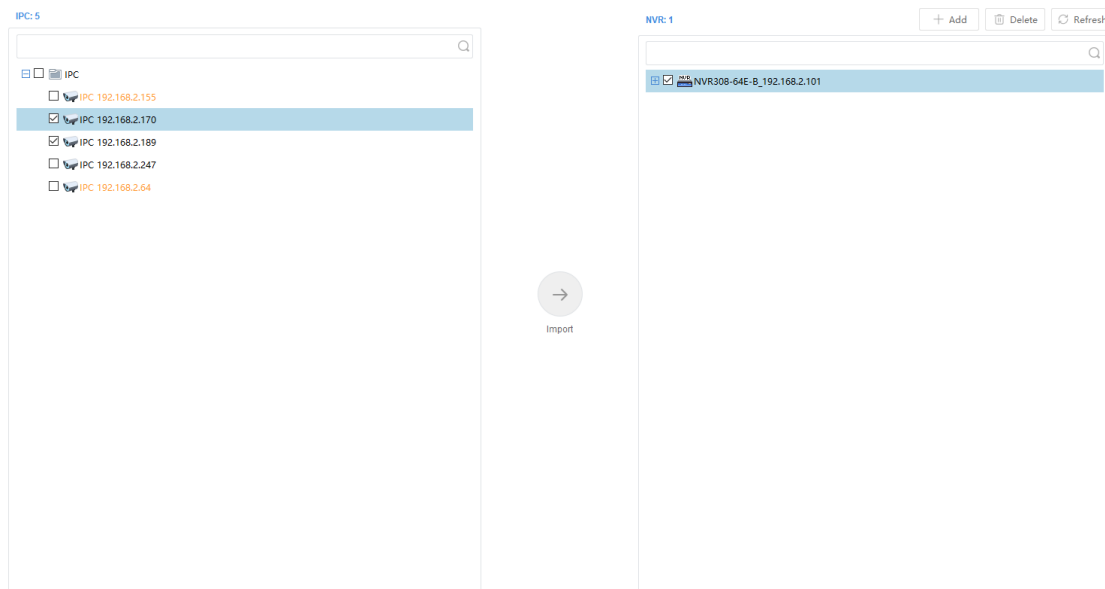 IPC: 5
IPC
IPC 192.168.2.155
IPC 192.168.2.170
IPC 192.168.2.189
IPC 192.168.2.247
IPC 192.168.2.64
Import
NVR: 1
Add
Delete
Refresh
NVR308-64E-B_192.168.2.101